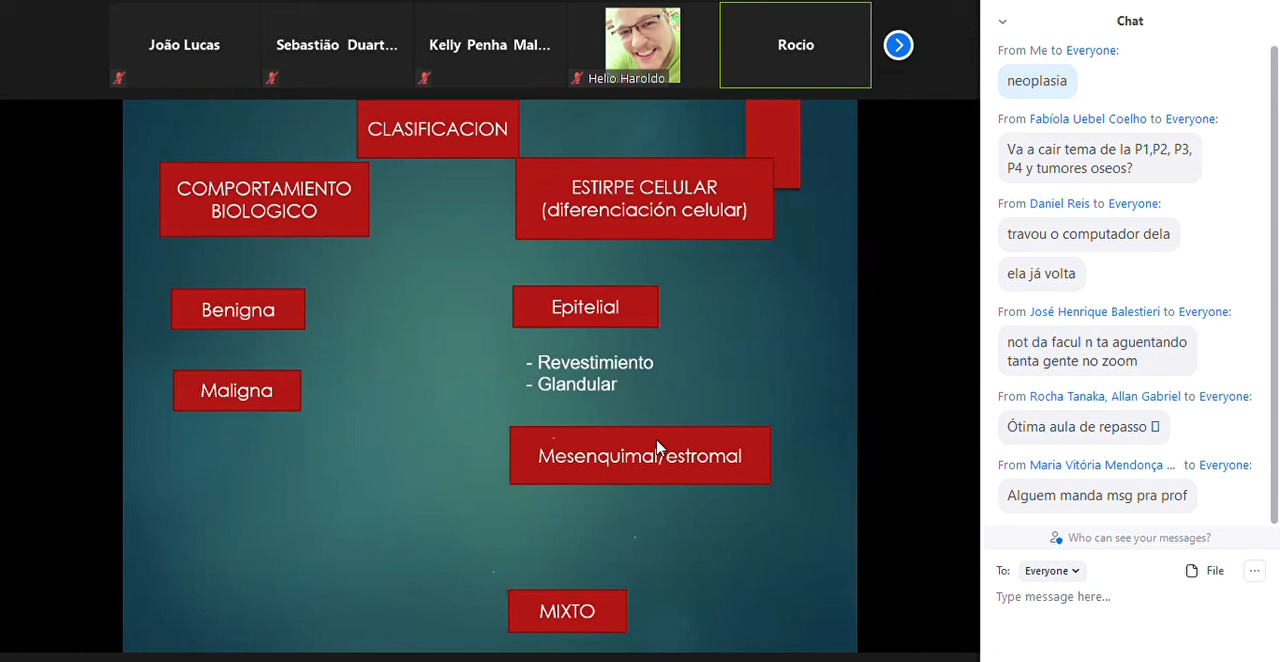 João Lucas
Sebastião Duart...
Kelly Penha Mal...
Helio Haroldo
Rocio
CLASIFICACION
COMPORTAMIENTO
BIOLOGICO
ESTIRPE CELULAR
(diferenciación celular)
Benigna
Epitelial
- Revestimiento
- Glandular
Maligna
Mesenquimal/estromal
MIXTO
Chat
From Me to Everyone:
neoplasia
From Fabíola Uebel Coelho to Everyone:
Va a cair tema de la P1,P2, P3,
P4 y tumores oseos?
From Daniel Reis to Everyone:
travou o computador dela
ela já volta
From José Henrique Balestieri to Everyone:
not da facul n ta aguentando
tanta gente no zoom
From Rocha Tanaka, Allan Gabriel to Everyone:
Ótima aula de repasso
From Maria Vitória Mendonça ... to Everyone:
Alguem manda msg pra prof
Who can see your messages?
To: Everyone File ...
Type message here...